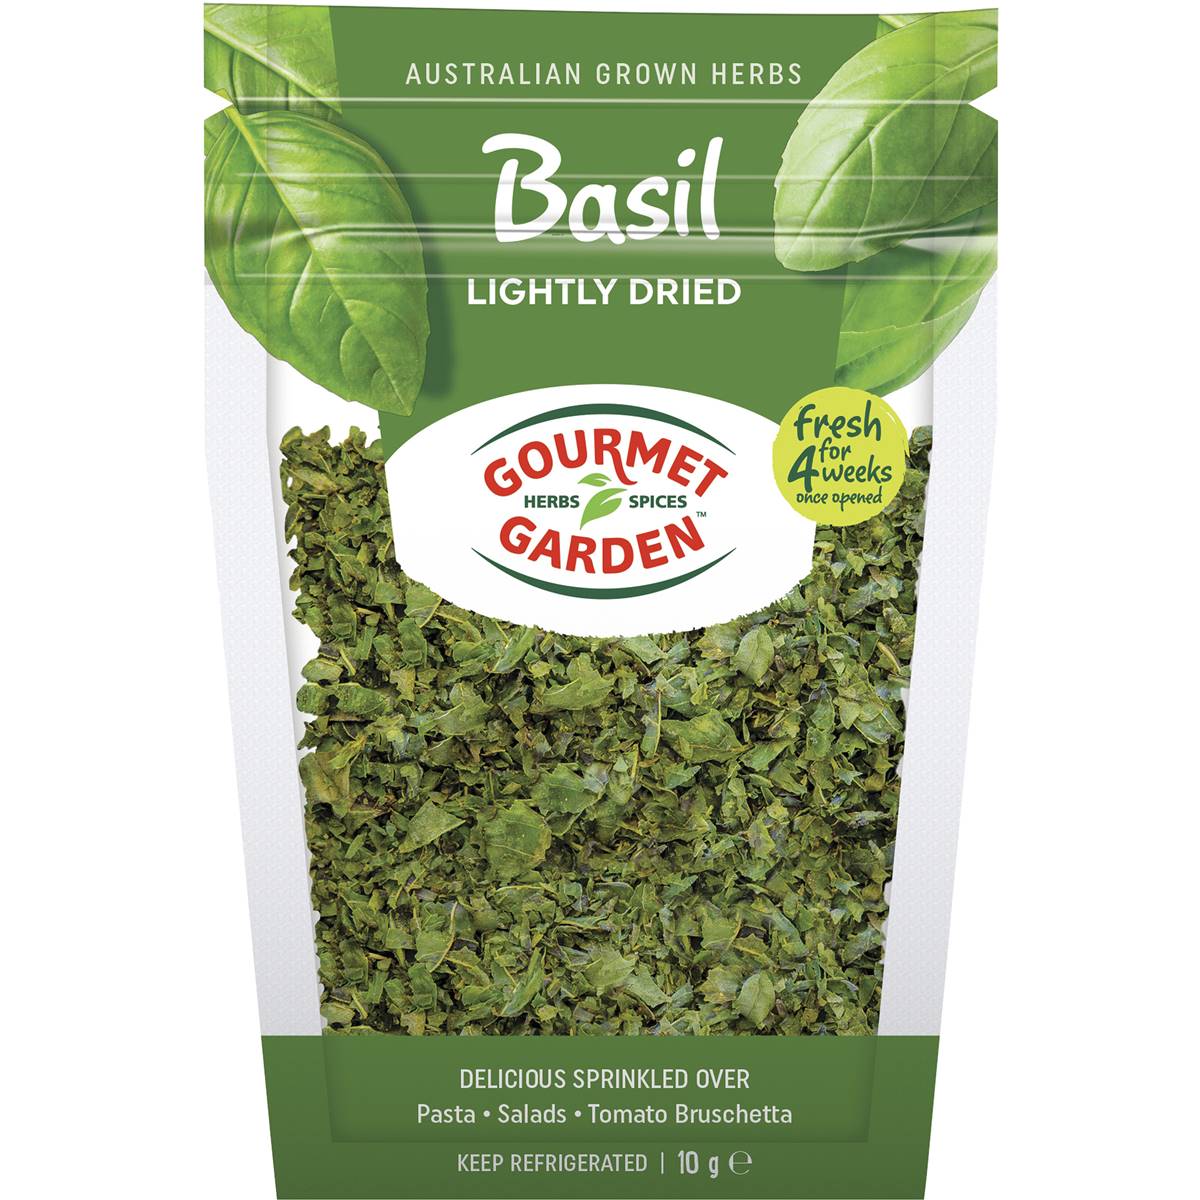 AUSTRALIAN GROWN HERBS
Basil
LIGHTLY DRIED
GOURMET
HERBS SPICES
GARDEN™
fresh
for
4 weeks
once opened
DELICIOUS SPRINKLED OVER
Pasta • Salads • Tomato Bruschetta
KEEP REFRIGERATED | 10 g ℮